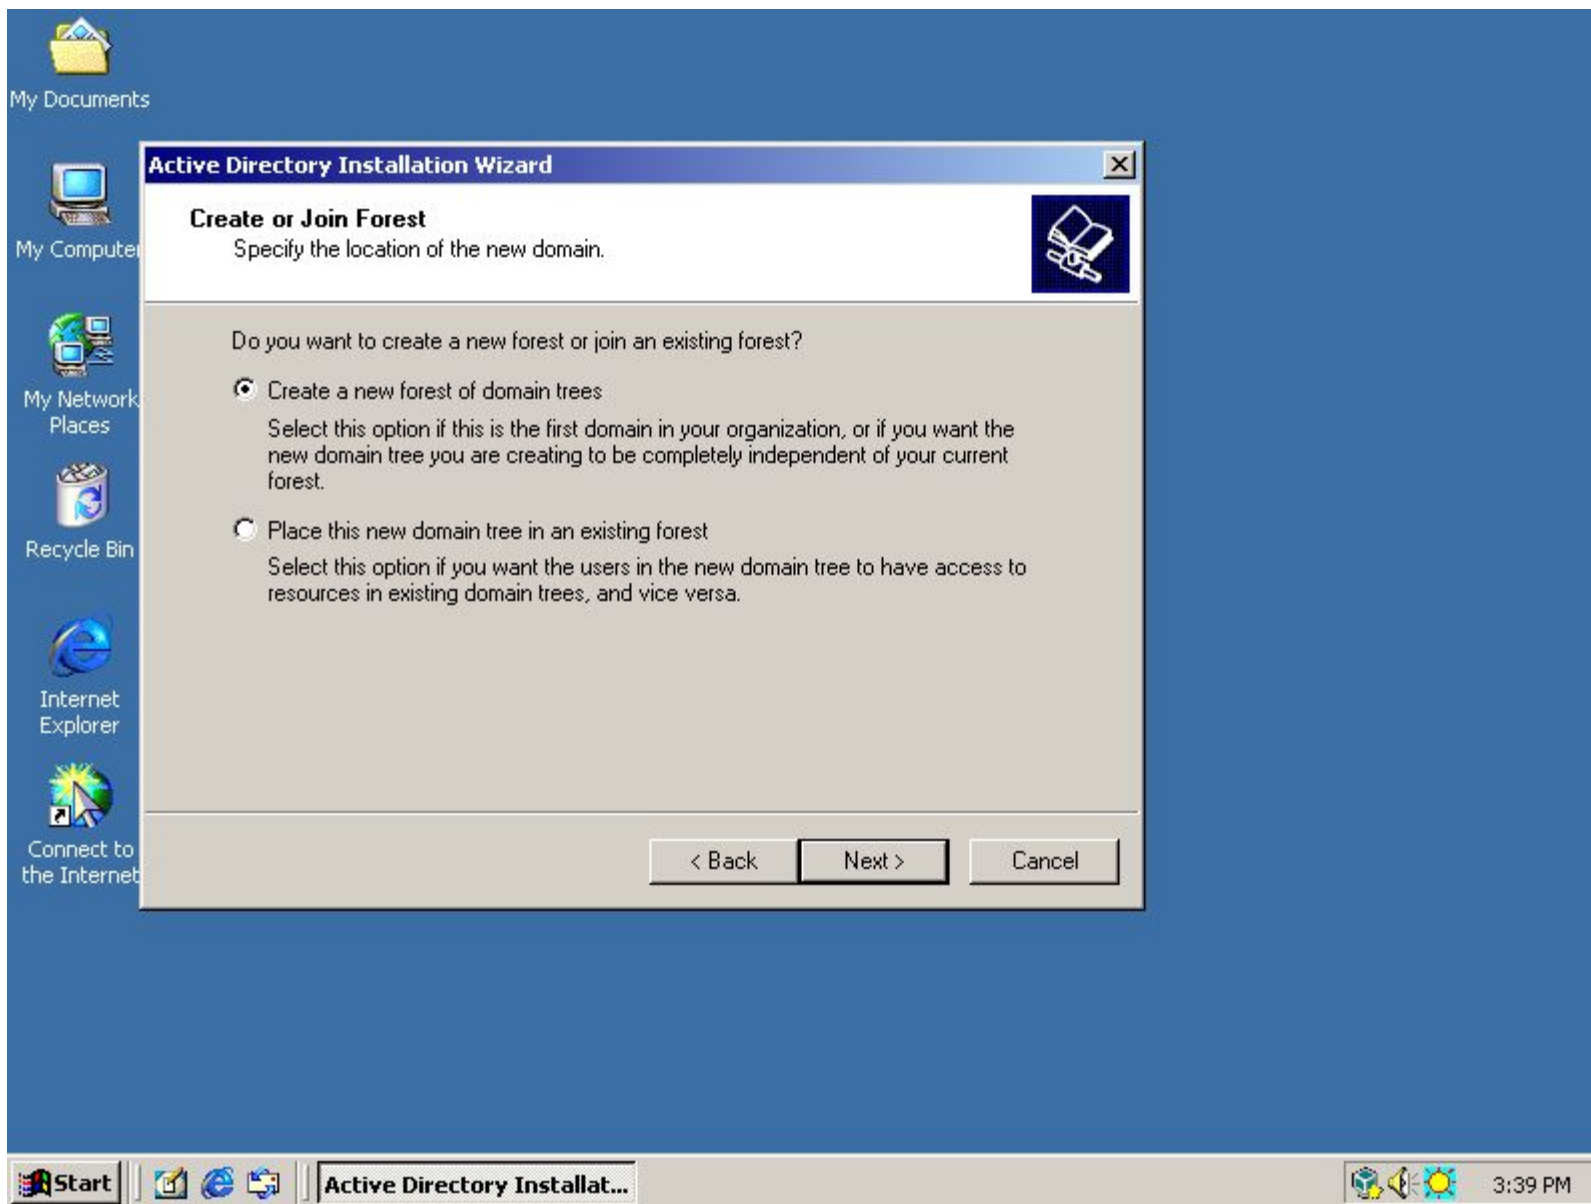 My Documents
My Computer
My Network
Places
Recycle Bin
Internet
Explorer
Connect to
the Internet
Active Directory Installation Wizard
Create or Join Forest
Specify the location of the new domain.
Do you want to create a new forest or join an existing forest?
Create a new forest of domain trees
Select this option if this is the first domain in your organization, or if you want the
new domain tree you are creating to be completely independent of your current
forest.
Place this new domain tree in an existing forest
Select this option if you want the users in the new domain tree to have access to
resources in existing domain trees, and vice versa.
< Back
Next >
Cancel
Start
Active Directory Installat...
3:39 PM